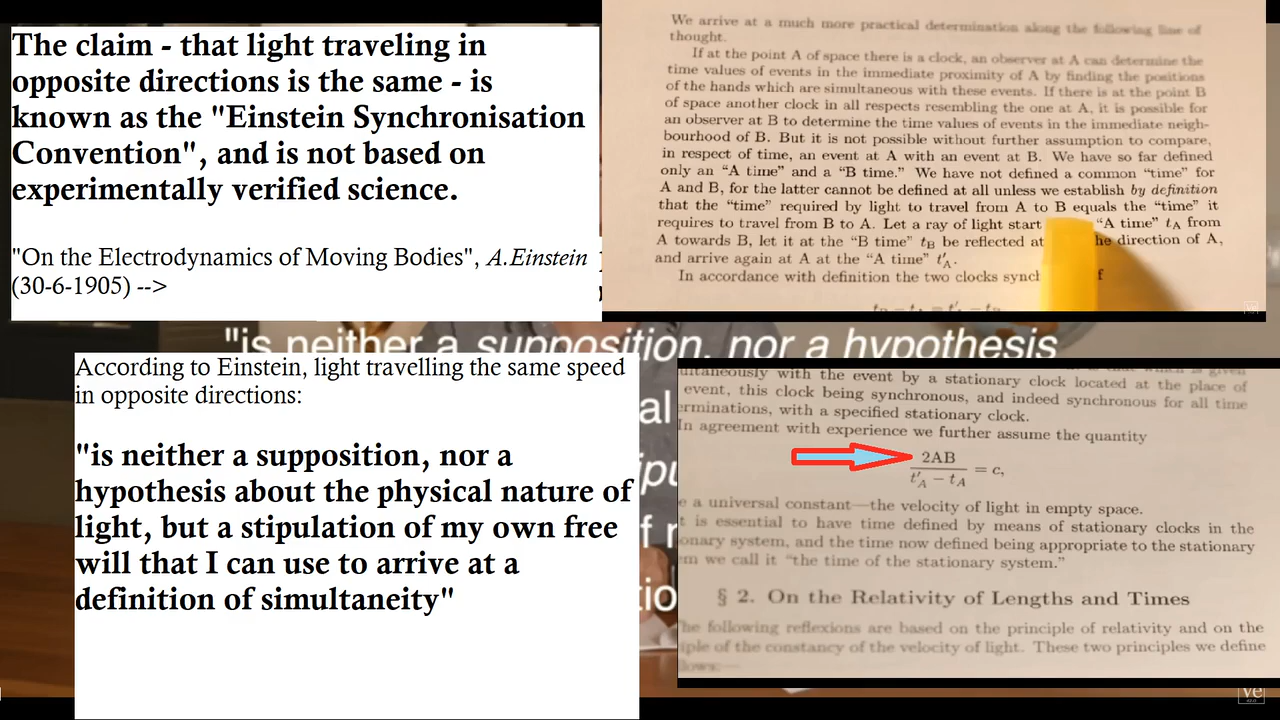 The claim - that light traveling in
opposite directions is the same - is
known as the "Einstein Synchronisation
Convention", and is not based on
experimentally verified science.
"On the Electrodynamics of Moving Bodies", A.Einstein
(30-6-1905) -->
We arrive at a much more practical determination along the following line of
thought.
If at the point A of space there is a clock, an observer at A can determine the
time values of events in the immediate proximity of A by finding the positions
of the hands which are simultaneous with these events. If there is at the point B
of space another clock in all respects resembling the one at A, it is possible for
an observer at B to determine the time values of events in the immediate neigh-
bourhood of B. But it is not possible without further assumption to compare,
in respect of time, an event at A with an event at B. We have so far defined
only an "A time" and a "B time." We have not defined a common "time" for
A and B, for the latter cannot be defined at all unless we establish by definition
that the "time" required by light to travel from A to B equals the "time" it
requires to travel from B to A. Let a ray of light start "A time" tA from
A towards B, let it at the "B time" tB be reflected at he direction of A,
and arrive again at A at the "A time" t′A.
In accordance with definition the two clocks synch f
"is neither a supposition, nor a hypothesis
According to Einstein, light travelling the same speed
in opposite directions:
"is neither a supposition, nor a
hypothesis about the physical nature of
light, but a stipulation of my own free
will that I can use to arrive at a
definition of simultaneity"
al
f
event, this clock being synchronous, and indeed synchronous for all time
erminations, with a specified stationary clock.
In agreement with experience we further assume the quantity
2AB
t′A − tA = c,
e a universal constant—the velocity of light in empty space.
t is essential to have time defined by means of stationary clocks in the
onary system, and the time now defined being appropriate to the stationary
m we call it "the time of the stationary system."
§ 2. On the Relativity of Lengths and Times
he following reflexions are based on the principle of relativity and on the
iple of the constancy of the velocity of light. These two principles we define
lows:—
Ve